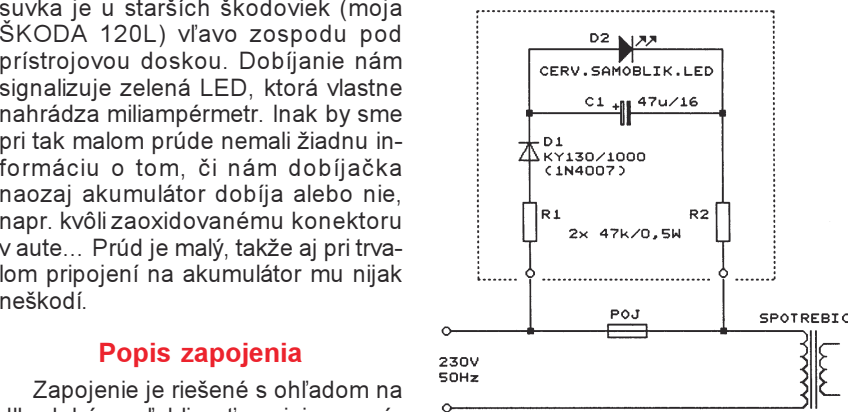 suvka je u starších škodoviek (moja
ŠKODA 120L) vľavo zospodu pod
prístrojovou doskou. Dobíjanie nám
signalizuje zelená LED, ktorá vlastne
nahrádza miliampérmetr. Inak by sme
pri tak malom prúde nemali žiadnu in-
formáciu o tom, či nám dobíjačka
naozaj akumulátor dobíja alebo nie,
napr. kvôli zaoxidovanému konektoru
v aute... Prúd je malý, takže aj pri trva-
lom pripojení na akumulátor mu nijak
neškodí.
Popis zapojenia
Zapojenie je riešené s ohľadom na
D2
CERV.SAMOBLIK.LED
C1 + 47u/16
D1
KY130/1000
(1N4007)
R1 R2
2x 47k/0,5W
POJ
SPOTREBIC
230V
50Hz